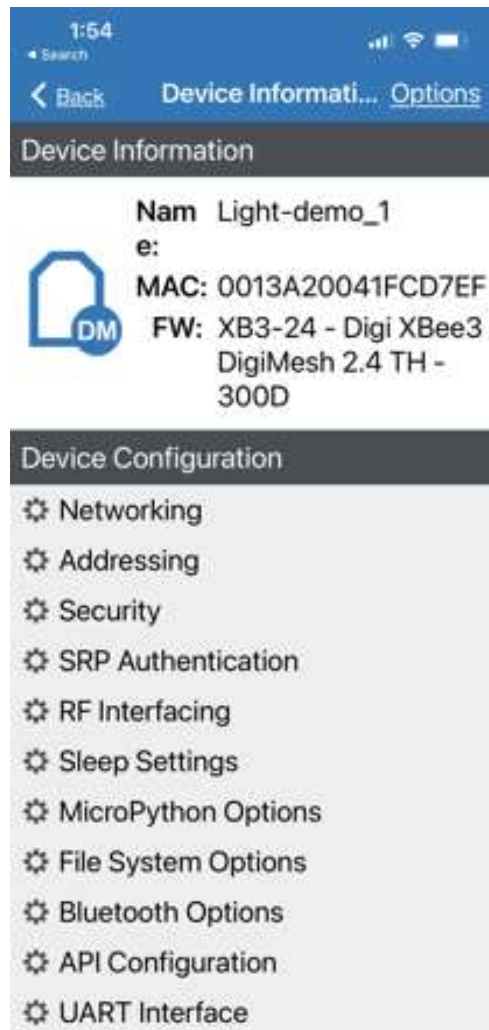 1:54
◂ Search
Back Device Informati... Options
Device Information
Nam Light-demo_1
e:
MAC: 0013A20041FCD7EF
DM FW: XB3-24 - Digi XBee3
DigiMesh 2.4 TH -
300D
Device Configuration
Networking
Addressing
Security
SRP Authentication
RF Interfacing
Sleep Settings
MicroPython Options
File System Options
Bluetooth Options
API Configuration
UART Interface